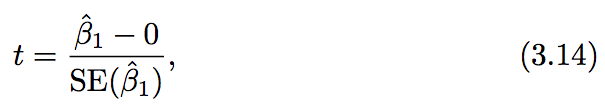 t = \frac{\hat{\beta}_1 - 0}{\mathrm{SE}(\hat{\beta}_1)}, (3.14)